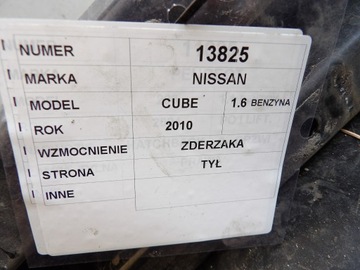 NUMER 13825
MARKA NISSAN
MODEL CUBE 1.6 BENZYNA
ROK 2010
WZMOCNIENIE ZDERZAKA
STRONA TYŁ
INNE